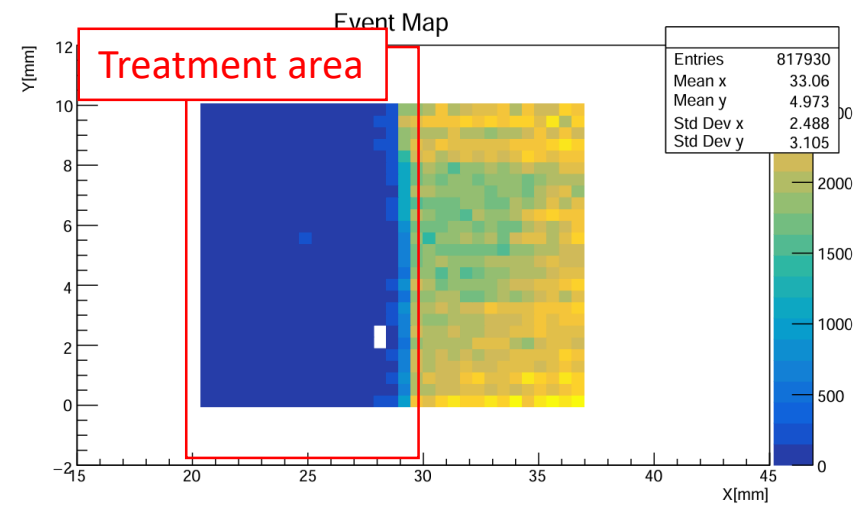 Event Map
Treatment area
Entries 817930
Mean x 33.06
Mean y 4.973
Std Dev x 2.488
Std Dev y 3.105
Y[mm]
12
10
8
6
4
2
0
−2
15 20 25 30 35 40 45
X[mm]
00
2000
1500
1000
500
0